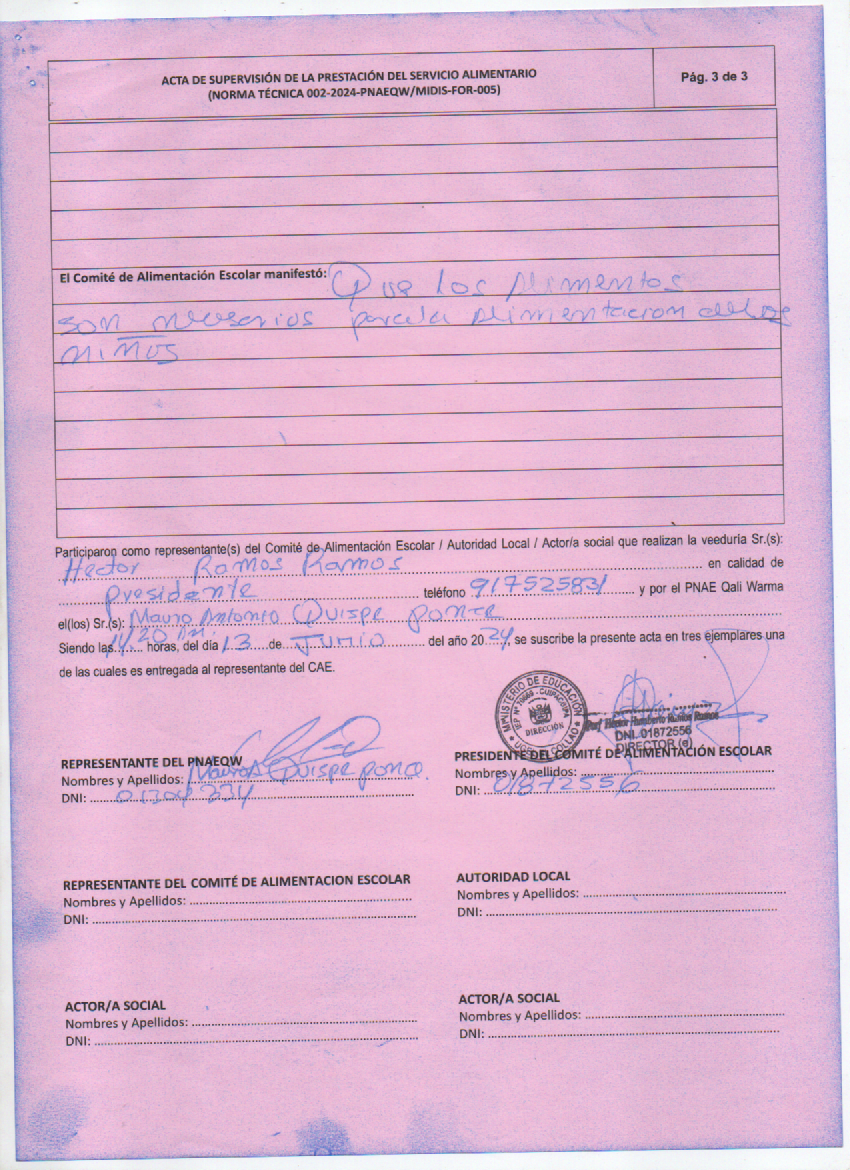 ACTA DE SUPERVISIÓN DE LA PRESTACIÓN DEL SERVICIO ALIMENTARIO
(NORMA TÉCNICA 002-2024-PNAEQW/MIDIS-FOR-005)
Pág. 3 de 3
El Comité de Alimentación Escolar manifestó: Que los Alimentos
son necesarios para la Alimentacion de los
niños
Participaron como representante(s) del Comité de Alimentación Escolar / Autoridad Local / Actor/a social que realizan la veeduría Sr.(s):
Hector Ramos Ramos en calidad de
presidente teléfono 917525831 y por el PNAE Qali Warma
el(los) Sr.(s): Mauro Antonio Quispe ponce
Siendo las 11/20 Am. horas, del día 13 de Junio del año 2024, se suscribe la presente acta en tres ejemplares una
de las cuales es entregada al representante del CAE.
MINISTERIO DE EDUCACIÓN
DIRECCIÓN
UGEL COLLAO
Prof. Héctor Humberto Ramos Ramos
DNI. 01872556
DIRECTOR (e)
REPRESENTANTE DEL PNAEQW
Nombres y Apellidos: Mauro A Quispe ponce.
DNI: 01304334
PRESIDENTE DEL COMITÉ DE ALIMENTACIÓN ESCOLAR
Nombres y Apellidos:
DNI: 01872556
REPRESENTANTE DEL COMITÉ DE ALIMENTACION ESCOLAR
Nombres y Apellidos:
DNI:
AUTORIDAD LOCAL
Nombres y Apellidos:
DNI:
ACTOR/A SOCIAL
Nombres y Apellidos:
DNI:
ACTOR/A SOCIAL
Nombres y Apellidos:
DNI: